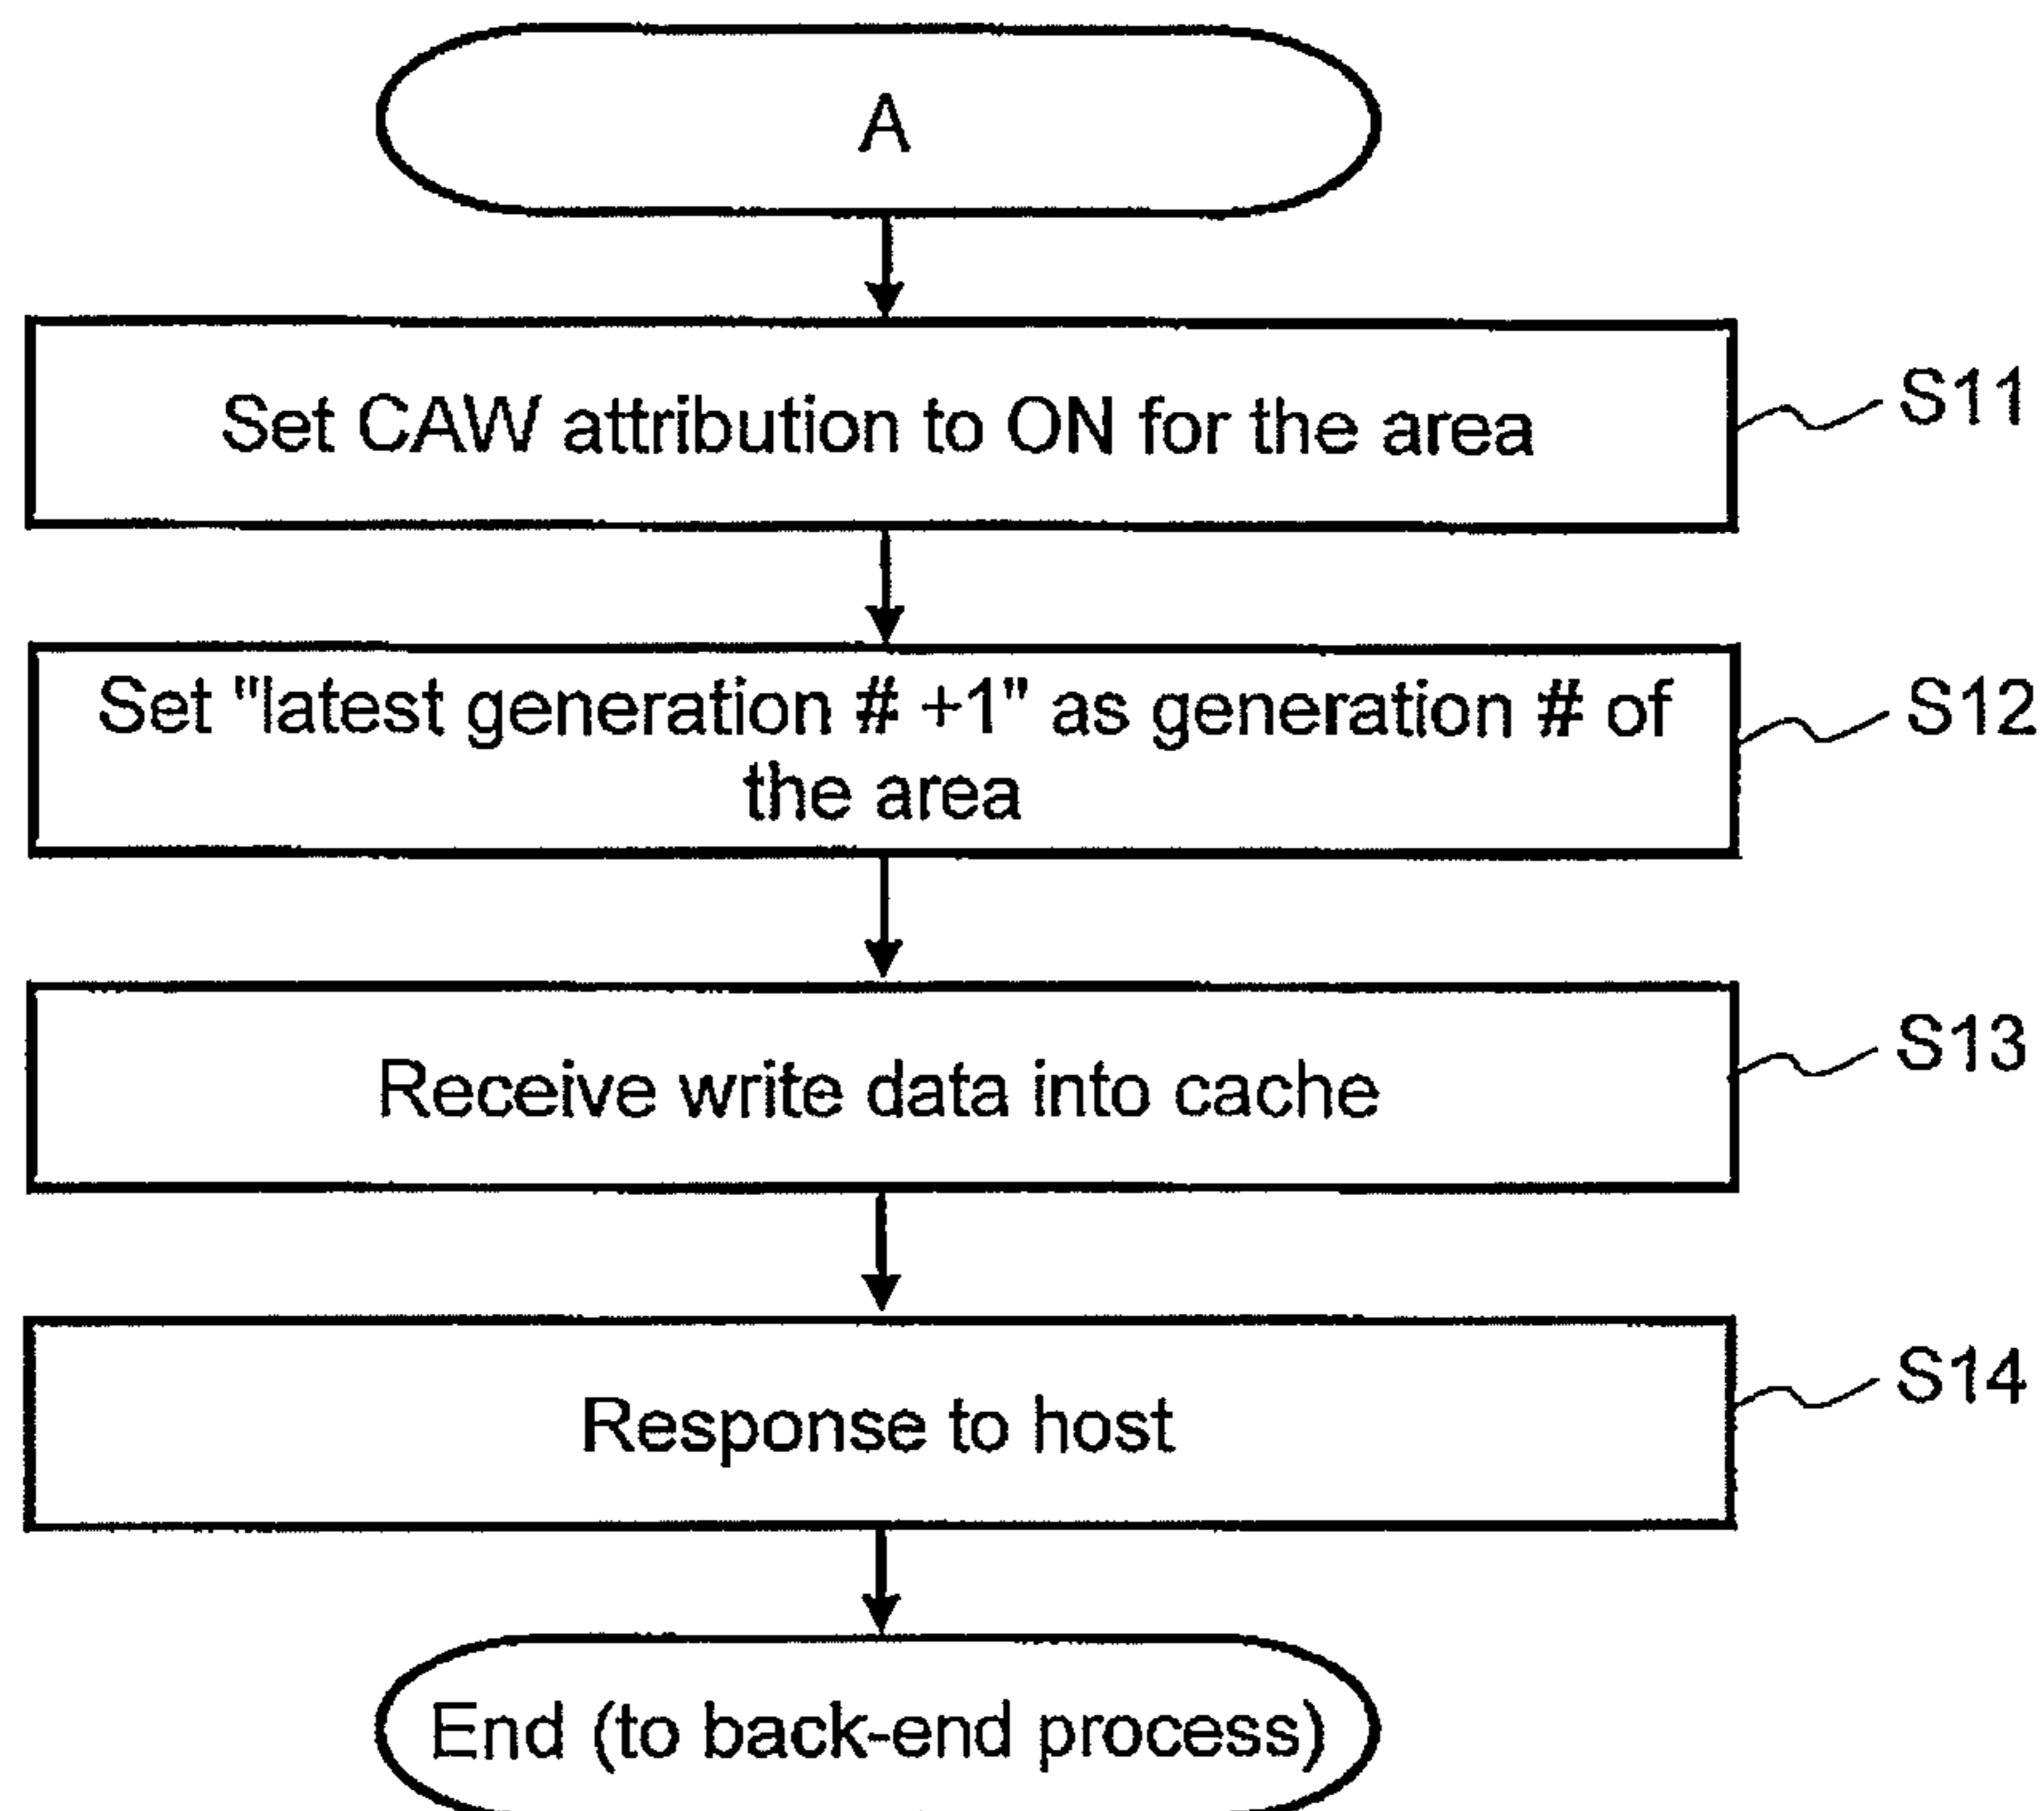 A
Set CAW attribution to ON for the area
S11
Set "latest generation # +1" as generation # of
the area
S12
Receive write data into cache
S13
Response to host
S14
End (to back-end process)